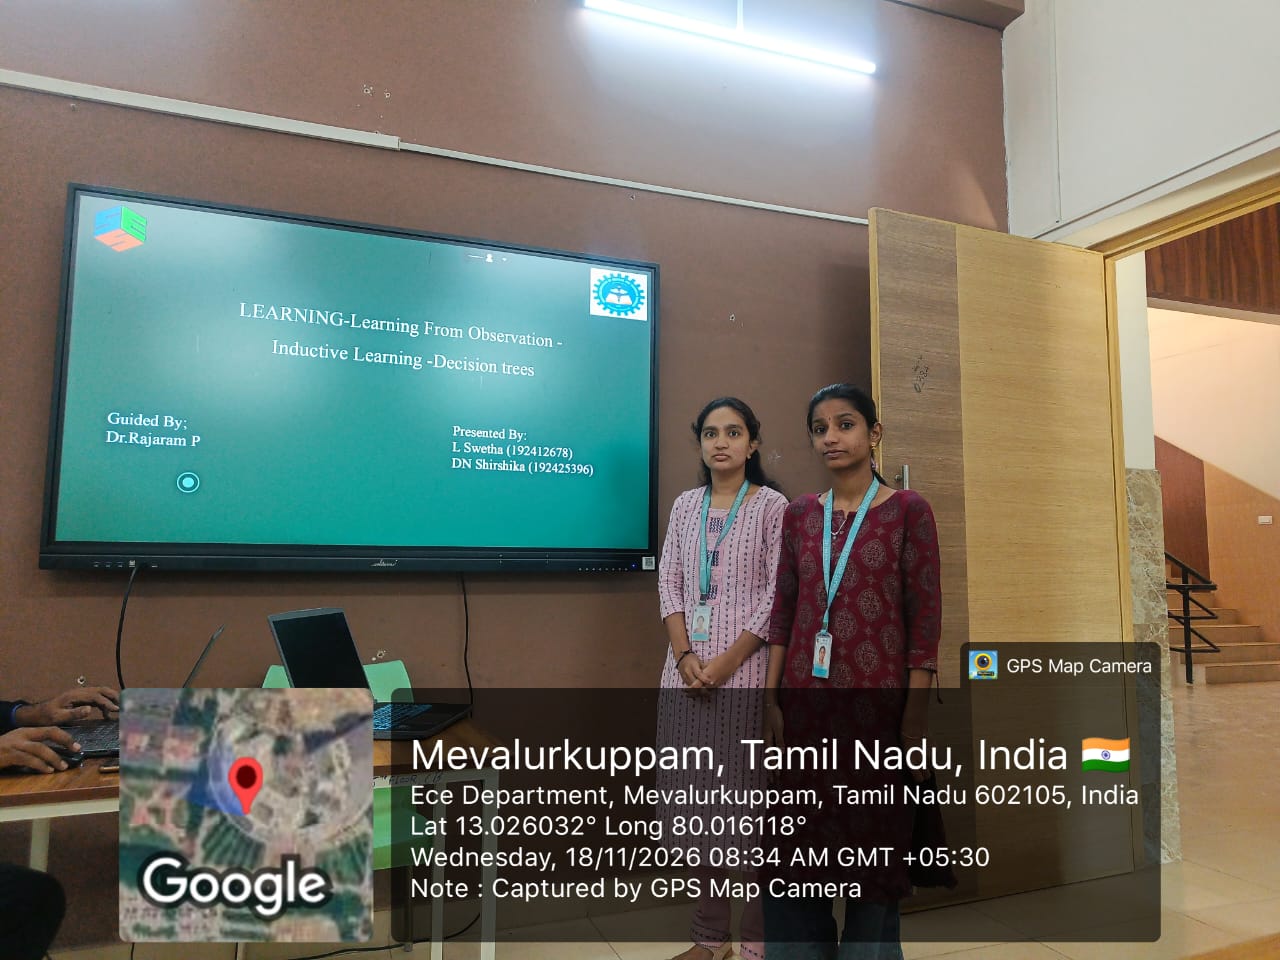 LEARNING-Learning From Observation -
Inductive Learning -Decision trees
Guided By;
Dr.Rajaram P
Presented By:
L Swetha (192412678)
DN Shirshika (192425396)
GPS Map Camera
Mevalurkuppam, Tamil Nadu, India
Ece Department, Mevalurkuppam, Tamil Nadu 602105, India
Lat 13.026032° Long 80.016118°
Wednesday, 18/11/2026 08:34 AM GMT +05:30
Note : Captured by GPS Map Camera
Google